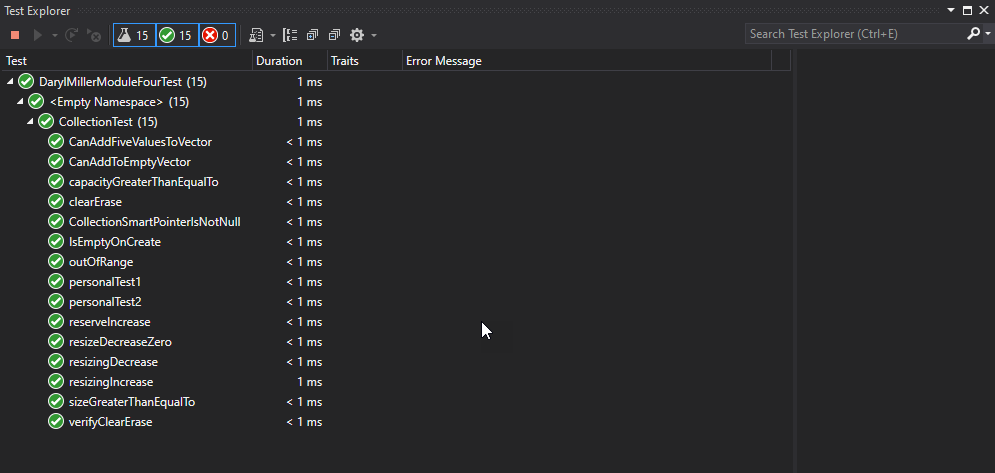 Test Explorer
15 15 0 Search Test Explorer (Ctrl+E)
Test Duration Traits Error Message
DarylMillerModuleFourTest (15) 1 ms
<Empty Namespace> (15) 1 ms
CollectionTest (15) 1 ms
CanAddFiveValuesToVector < 1 ms
CanAddToEmptyVector < 1 ms
capacityGreaterThanEqualTo < 1 ms
clearErase < 1 ms
CollectionSmartPointerIsNotNull < 1 ms
IsEmptyOnCreate < 1 ms
outOfRange < 1 ms
personalTest1 < 1 ms
personalTest2 < 1 ms
reserveIncrease < 1 ms
resizeDecreaseZero < 1 ms
resizingDecrease < 1 ms
resizingIncrease 1 ms
sizeGreaterThanEqualTo < 1 ms
verifyClearErase < 1 ms